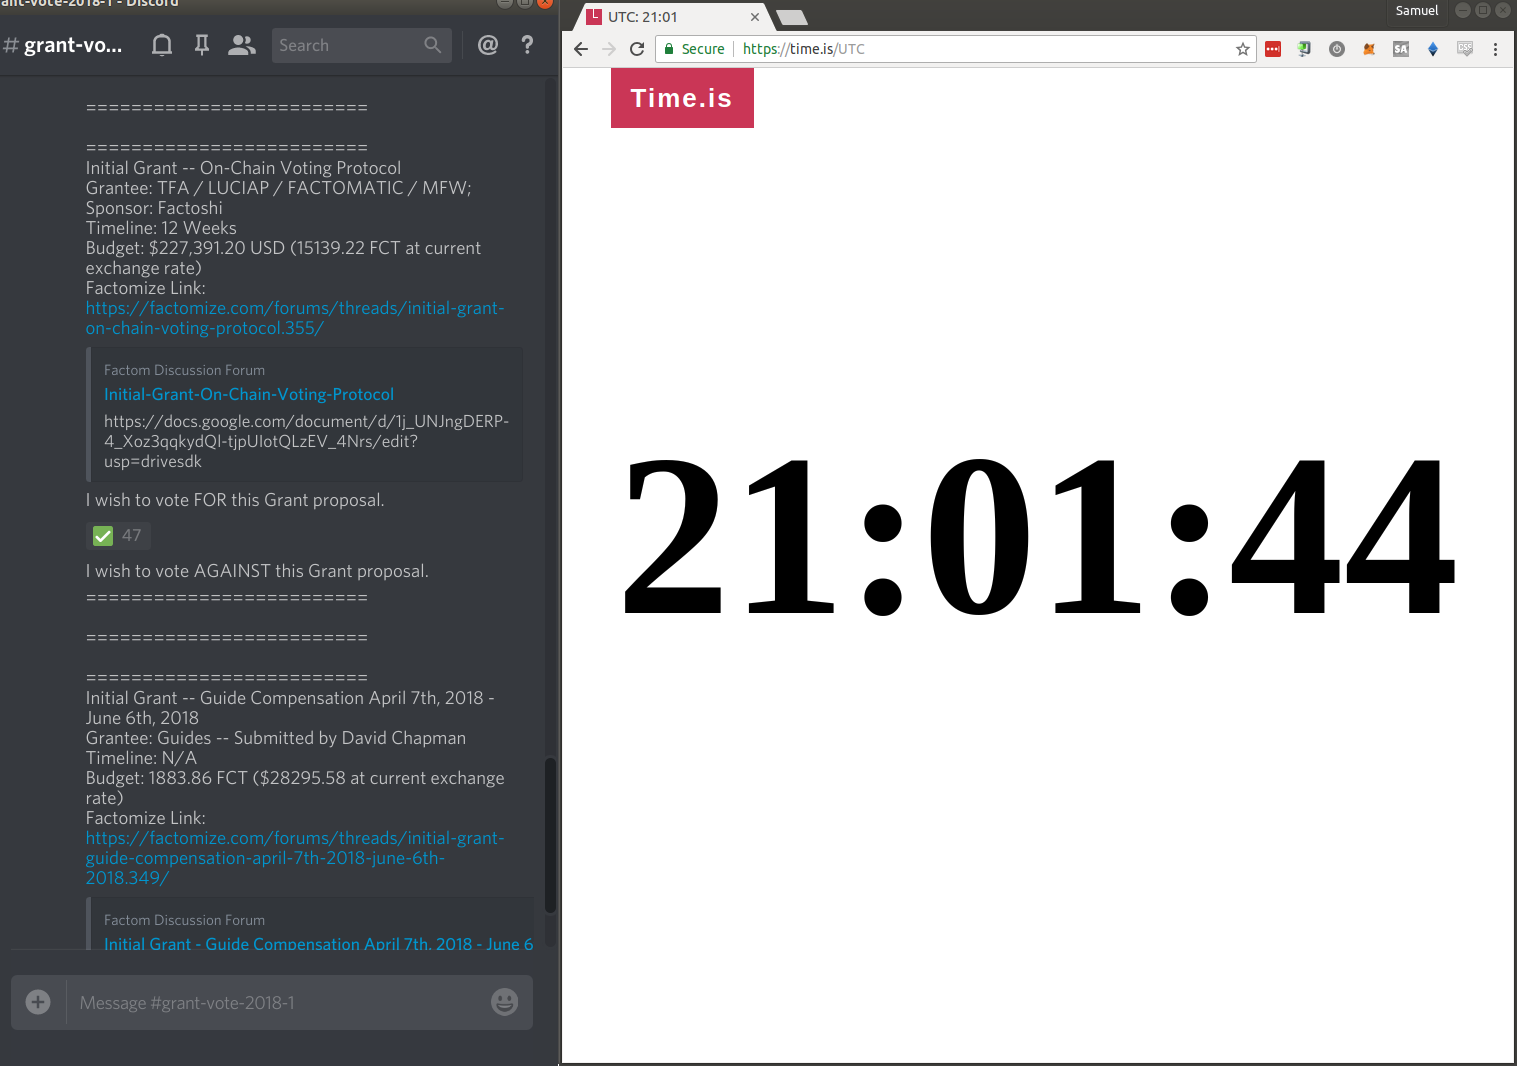 ant-vote-2018-1 - Discord
# grant-vo...
Search
@
?
=========================
=========================
Initial Grant -- On-Chain Voting Protocol
Grantee: TFA / LUCIAP / FACTOMATIC / MFW;
Sponsor: Factoshi
Timeline: 12 Weeks
Budget: $227,391.20 USD (15139.22 FCT at current
exchange rate)
Factomize Link:
https://factomize.com/forums/threads/initial-grant-
on-chain-voting-protocol.355/
Factom Discussion Forum
Initial-Grant-On-Chain-Voting-Protocol
https://docs.google.com/document/d/1j_UNJngDERP-
4_Xoz3qqkydQl-tjpUIotQLzEV_4Nrs/edit?
usp=drivesdk
I wish to vote FOR this Grant proposal.
47
I wish to vote AGAINST this Grant proposal.
=========================
=========================
=========================
Initial Grant -- Guide Compensation April 7th, 2018 -
June 6th, 2018
Grantee: Guides -- Submitted by David Chapman
Timeline: N/A
Budget: 1883.86 FCT ($28295.58 at current exchange
rate)
Factomize Link:
https://factomize.com/forums/threads/initial-grant-
guide-compensation-april-7th-2018-june-6th-
2018.349/
Factom Discussion Forum
Initial Grant - Guide Compensation April 7th, 2018 - June 6
Message #grant-vote-2018-1
UTC: 21:01
Samuel
Secure
https://time.is/UTC
SA
CSF
Time.is
21:01:44